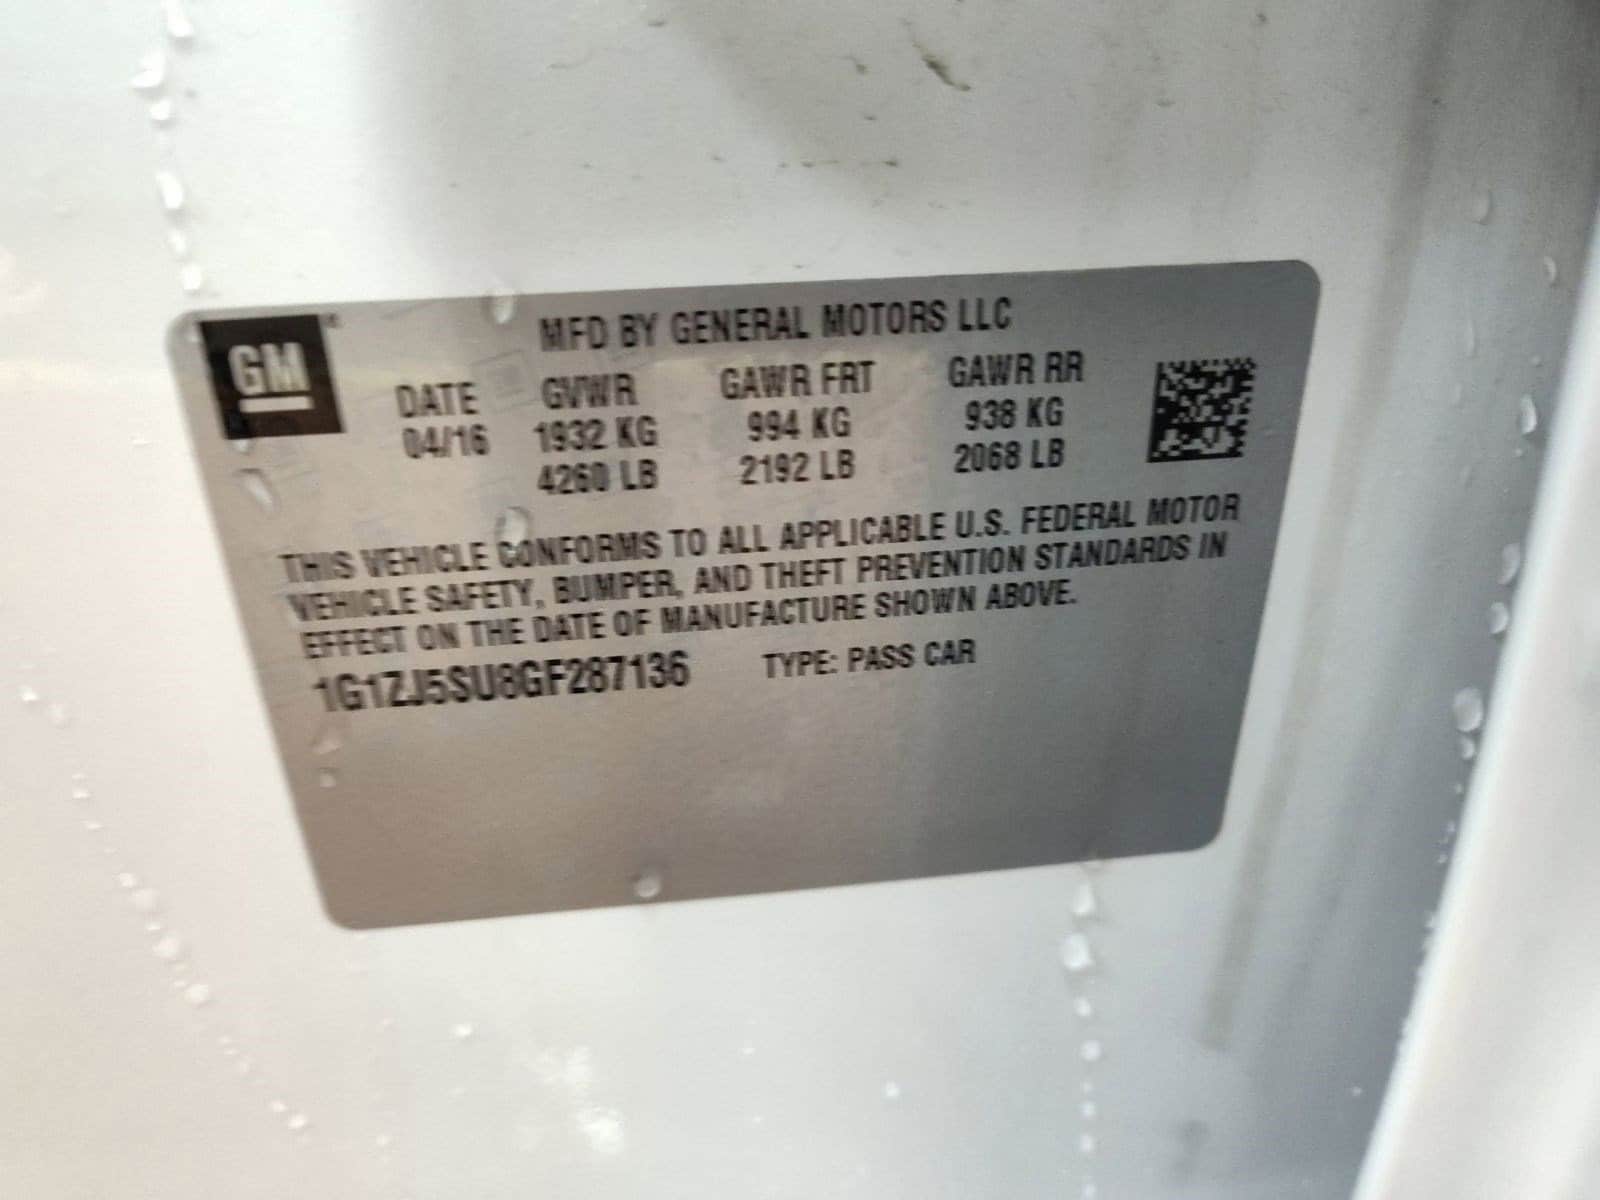 GM
MFD BY GENERAL MOTORS LLC
DATE GVWR GAWR FRT GAWR RR
04/16 1932 KG 994 KG 938 KG
4260 LB 2192 LB 2068 LB
THIS VEHICLE CONFORMS TO ALL APPLICABLE U.S. FEDERAL MOTOR
VEHICLE SAFETY, BUMPER, AND THEFT PREVENTION STANDARDS IN
EFFECT ON THE DATE OF MANUFACTURE SHOWN ABOVE.
1G1ZJ5SU8GF287136 TYPE: PASS CAR